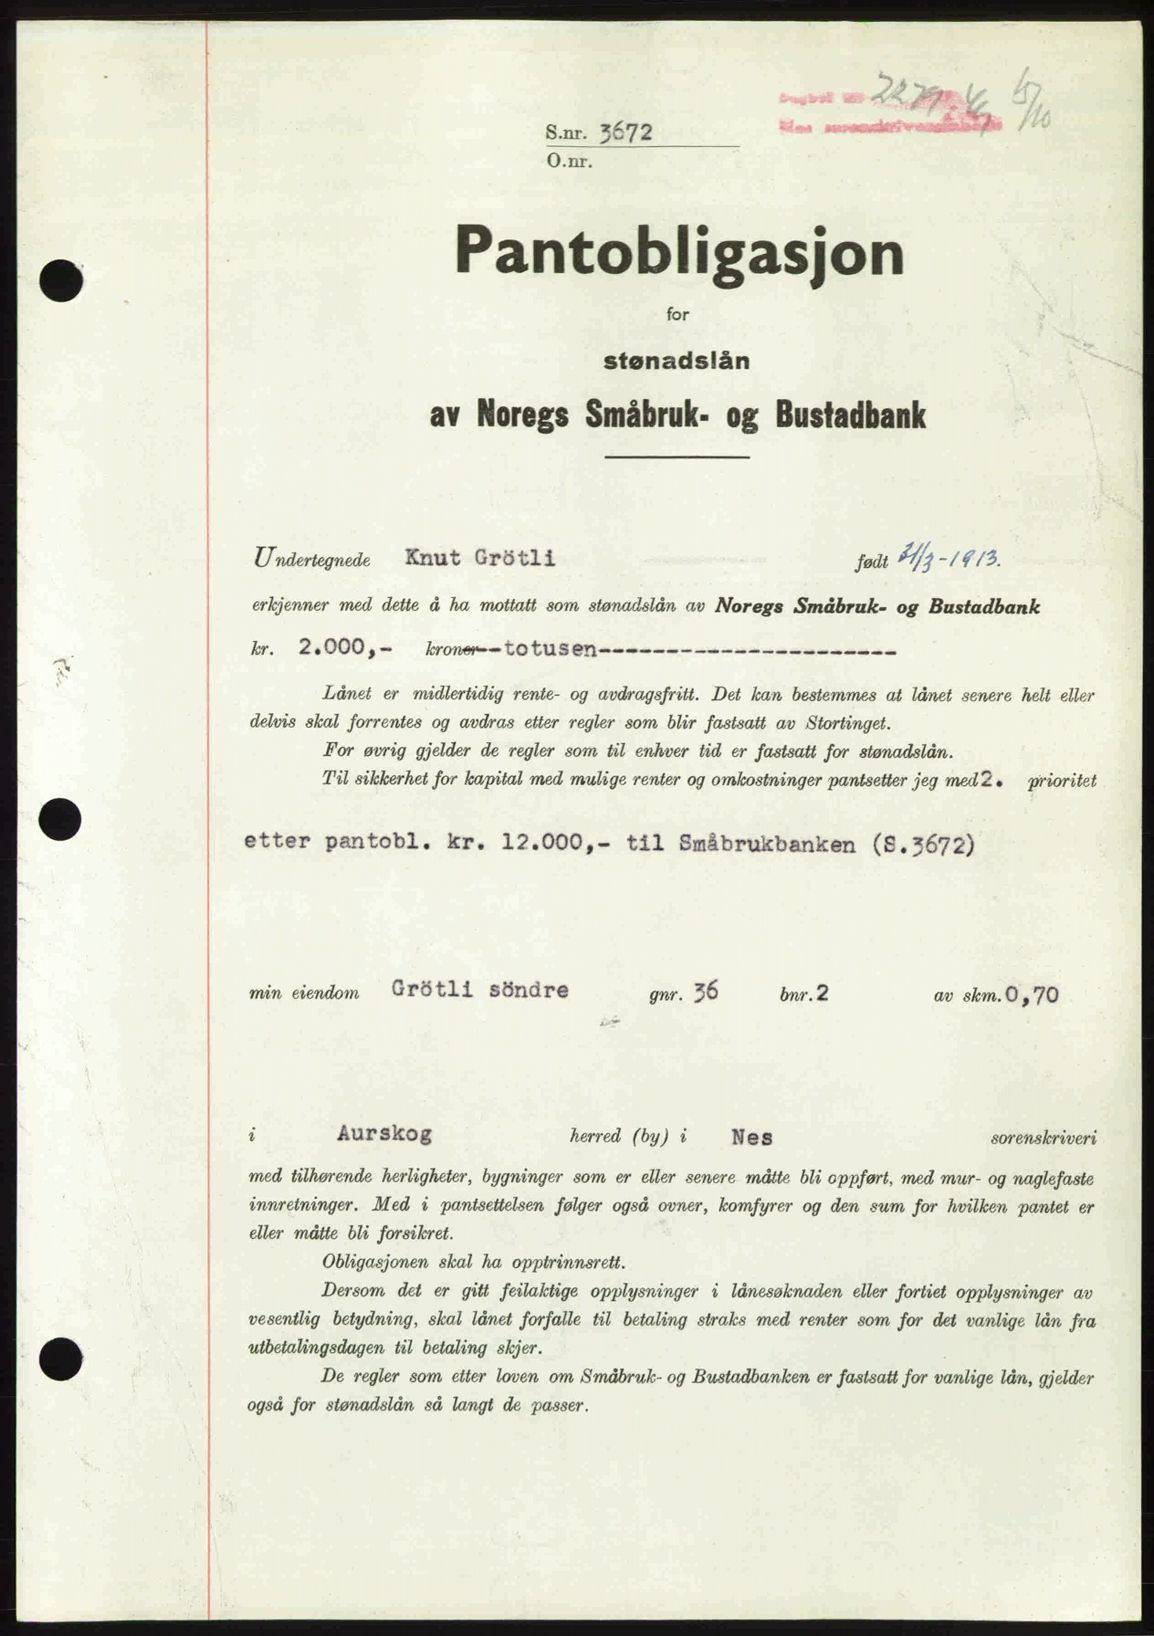 2279
S.nr. 3672
O.nr.
Pantobligasjon
for
stønadslån
av Noregs Småbruk- og Bustadbank
Undertegnede Knut Grötli født 31/3-1913.
erkjenner med dette å ha mottatt som stønadslån av Noregs Småbruk- og Bustadbank
kr. 2.000,- kroner--totusen-----------------------
Lånet er midlertidig rente- og avdragsfritt. Det kan bestemmes at lånet senere helt eller
delvis skal forrentes og avdras etter regler som blir fastsatt av Stortinget.
For øvrig gjelder de regler som til enhver tid er fastsatt for stønadslån.
Til sikkerhet for kapital med mulige renter og omkostninger pantsetter jeg med 2. prioritet
etter pantobl. kr. 12.000,- til Småbrukbanken (S.3672)
min eiendom Grötli söndre gnr. 36 bnr. 2 av skm. 0,70
i Aurskog herred (by) i Nes sorenskriveri
med tilhørende herligheter, bygninger som er eller senere måtte bli oppført, med mur- og naglefaste
innretninger. Med i pantsettelsen følger også ovner, komfyrer og den sum for hvilken pantet er
eller måtte bli forsikret.
Obligasjonen skal ha opptrinnsrett.
Dersom det er gitt feilaktige opplysninger i lånesøknaden eller fortiet opplysninger av
vesentlig betydning, skal lånet forfalle til betaling straks med renter som for det vanlige lån fra
utbetalingsdagen til betaling skjer.
De regler som etter loven om Småbruk- og Bustadbanken er fastsatt for vanlige lån, gjelder
også for stønadslån så langt de passer.